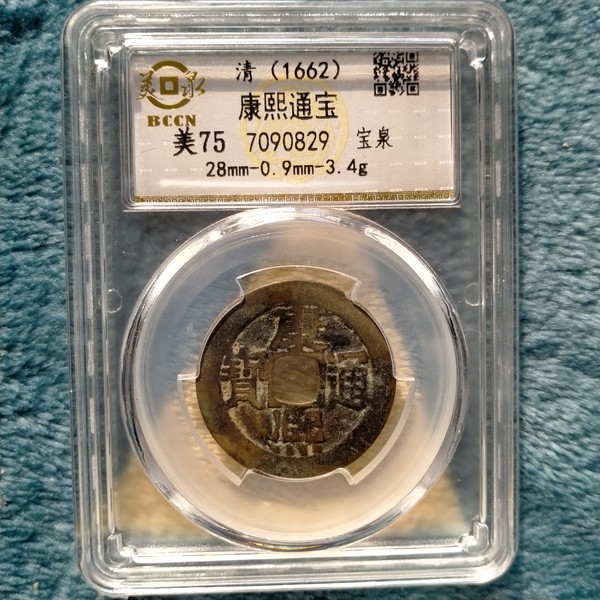 美泉
BCCN
清 (1662)
康熙通宝
美75 7090829 宝泉
28mm-0.9mm-3.4g
康熙通寶